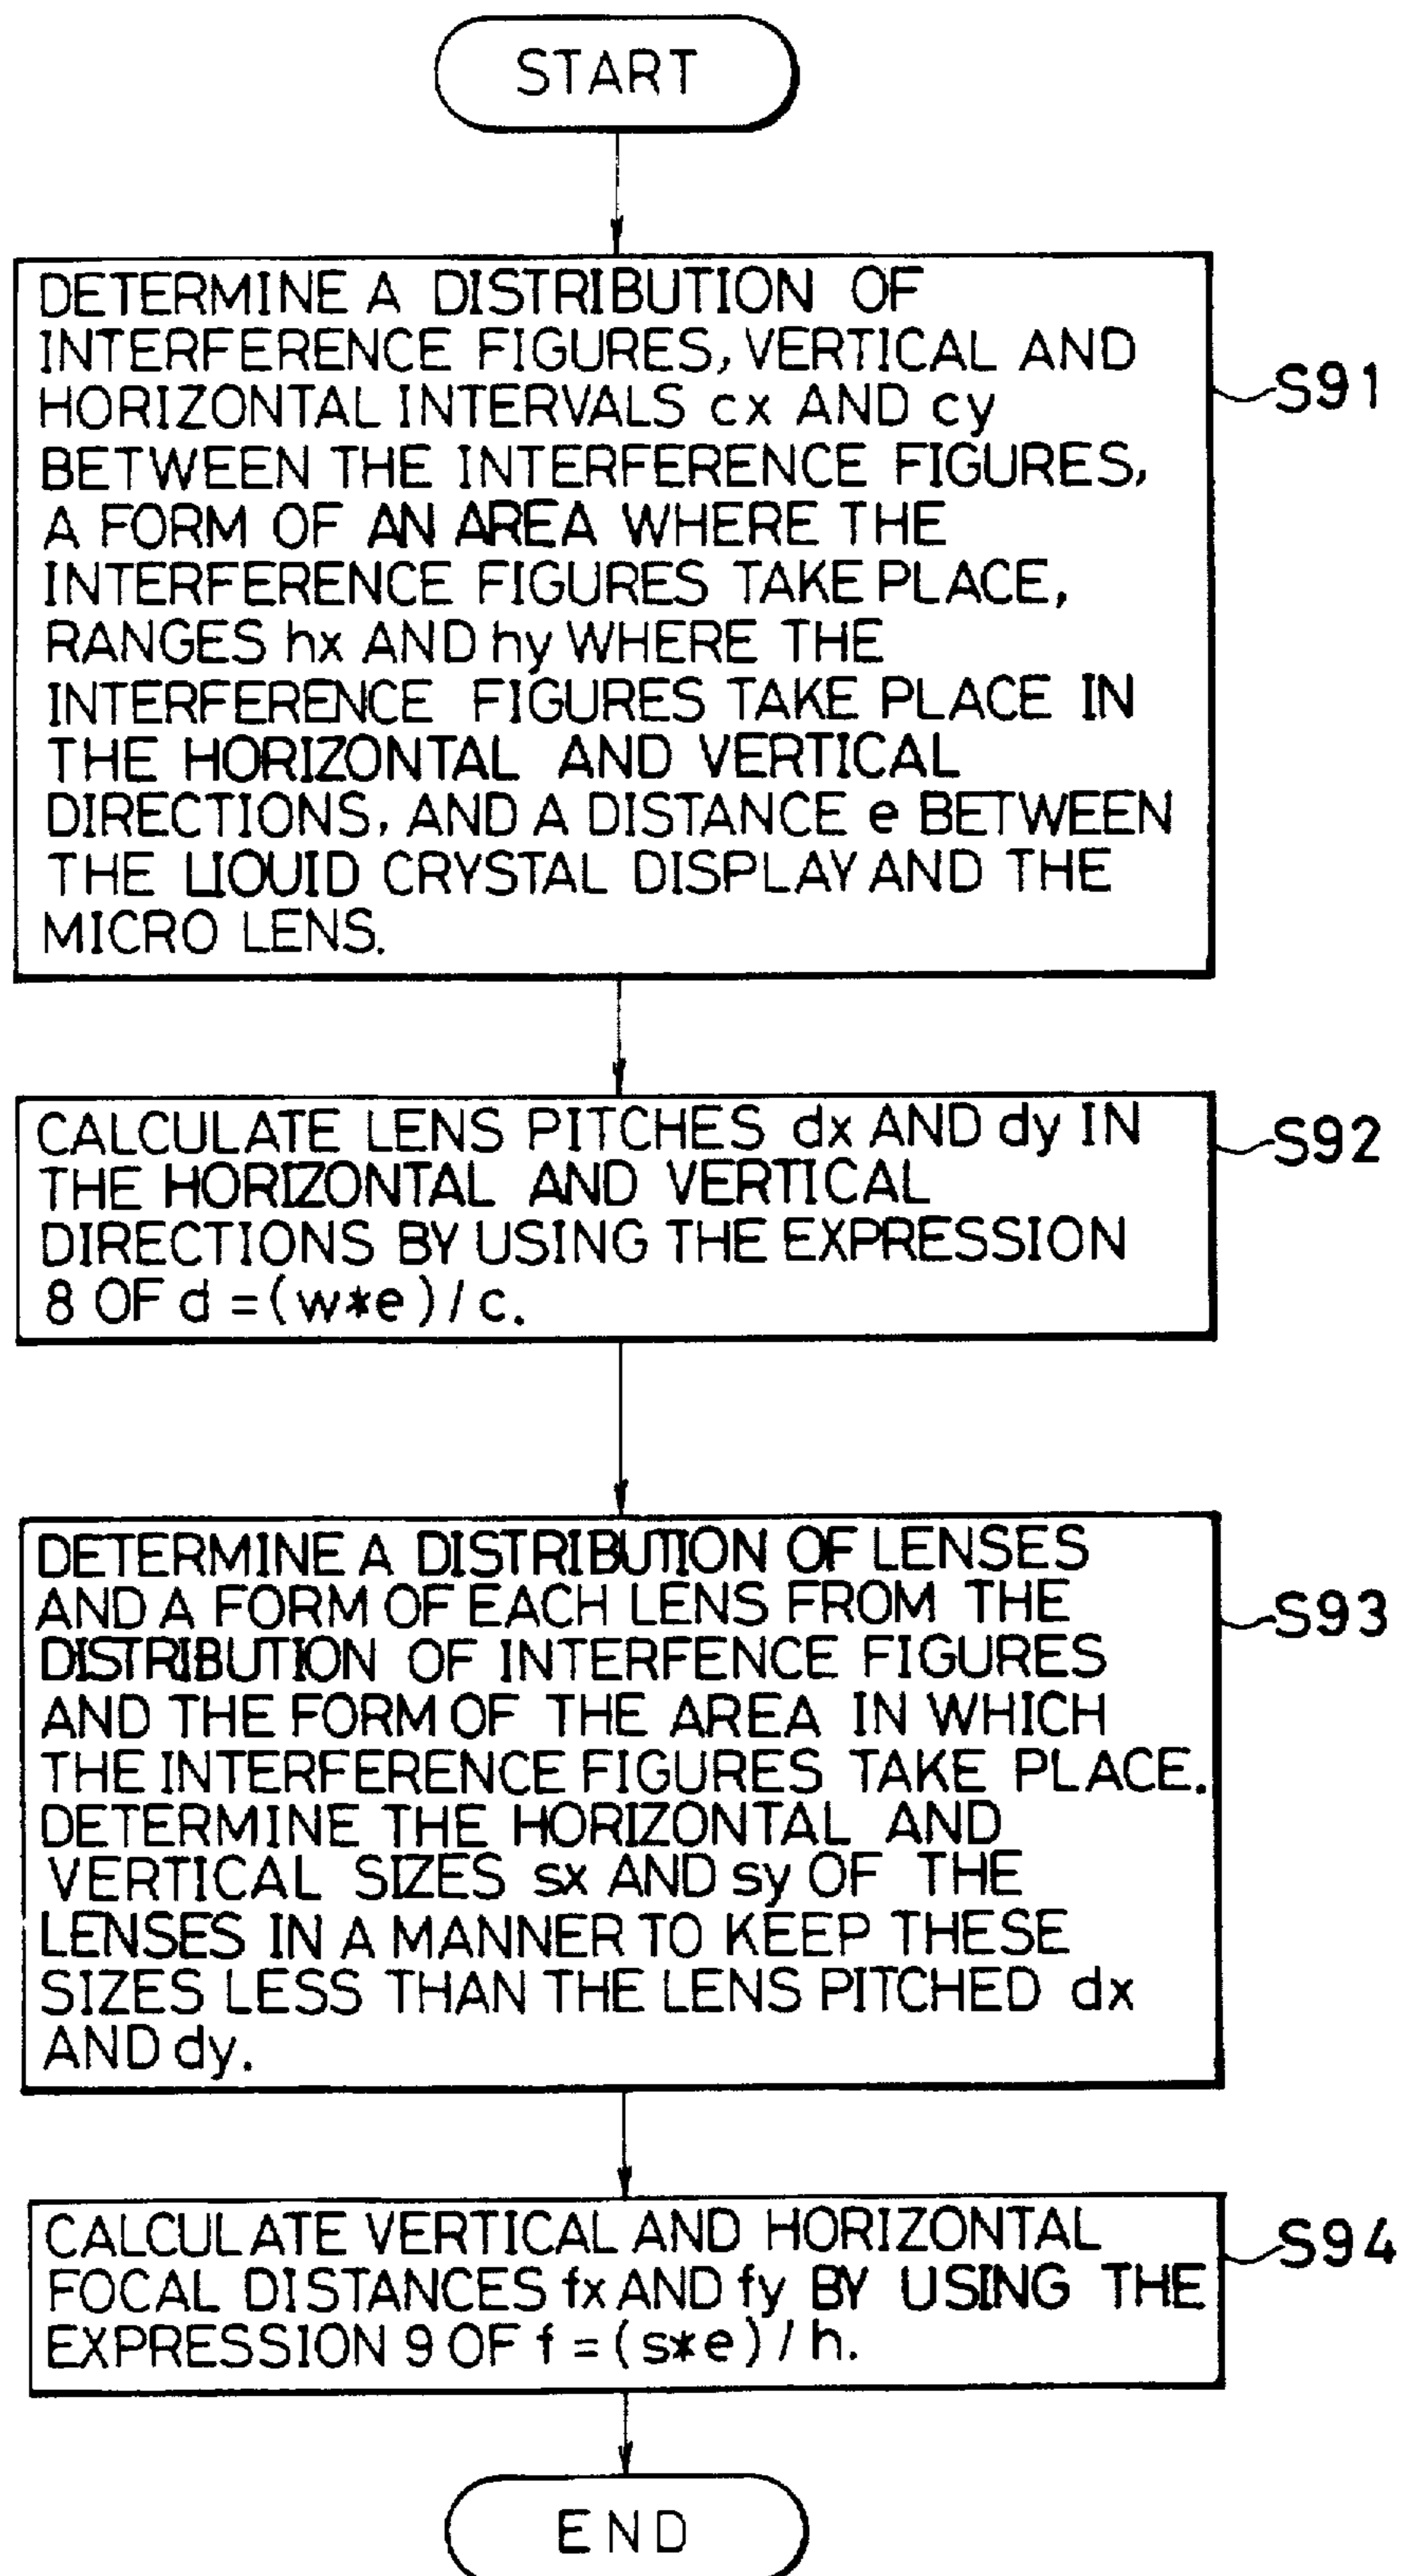 START
DETERMINE A DISTRIBUTION OF
INTERFERENCE FIGURES, VERTICAL AND
HORIZONTAL INTERVALS cx AND cy
BETWEEN THE INTERFERENCE FIGURES,
A FORM OF AN AREA WHERE THE
INTERFERENCE FIGURES TAKE PLACE,
RANGES hx AND hy WHERE THE
INTERFERENCE FIGURES TAKE PLACE IN
THE HORIZONTAL AND VERTICAL
DIRECTIONS, AND A DISTANCE e BETWEEN
THE LIOUID CRYSTAL DISPLAY AND THE
MICRO LENS.
S91
CALCULATE LENS PITCHES dx AND dy IN
THE HORIZONTAL AND VERTICAL
DIRECTIONS BY USING THE EXPRESSION
8 OF d = (w*e)/c.
S92
DETERMINE A DISTRIBUTION OF LENSES
AND A FORM OF EACH LENS FROM THE
DISTRIBUTION OF INTERFENCE FIGURES
AND THE FORM OF THE AREA IN WHICH
THE INTERFERENCE FIGURES TAKE PLACE.
DETERMINE THE HORIZONTAL AND
VERTICAL SIZES sx AND sy OF THE
LENSES IN A MANNER TO KEEP THESE
SIZES LESS THAN THE LENS PITCHED dx
AND dy.
S93
CALCULATE VERTICAL AND HORIZONTAL
FOCAL DISTANCES fx AND fy BY USING THE
EXPRESSION 9 OF f = (s*e)/h.
S94
END